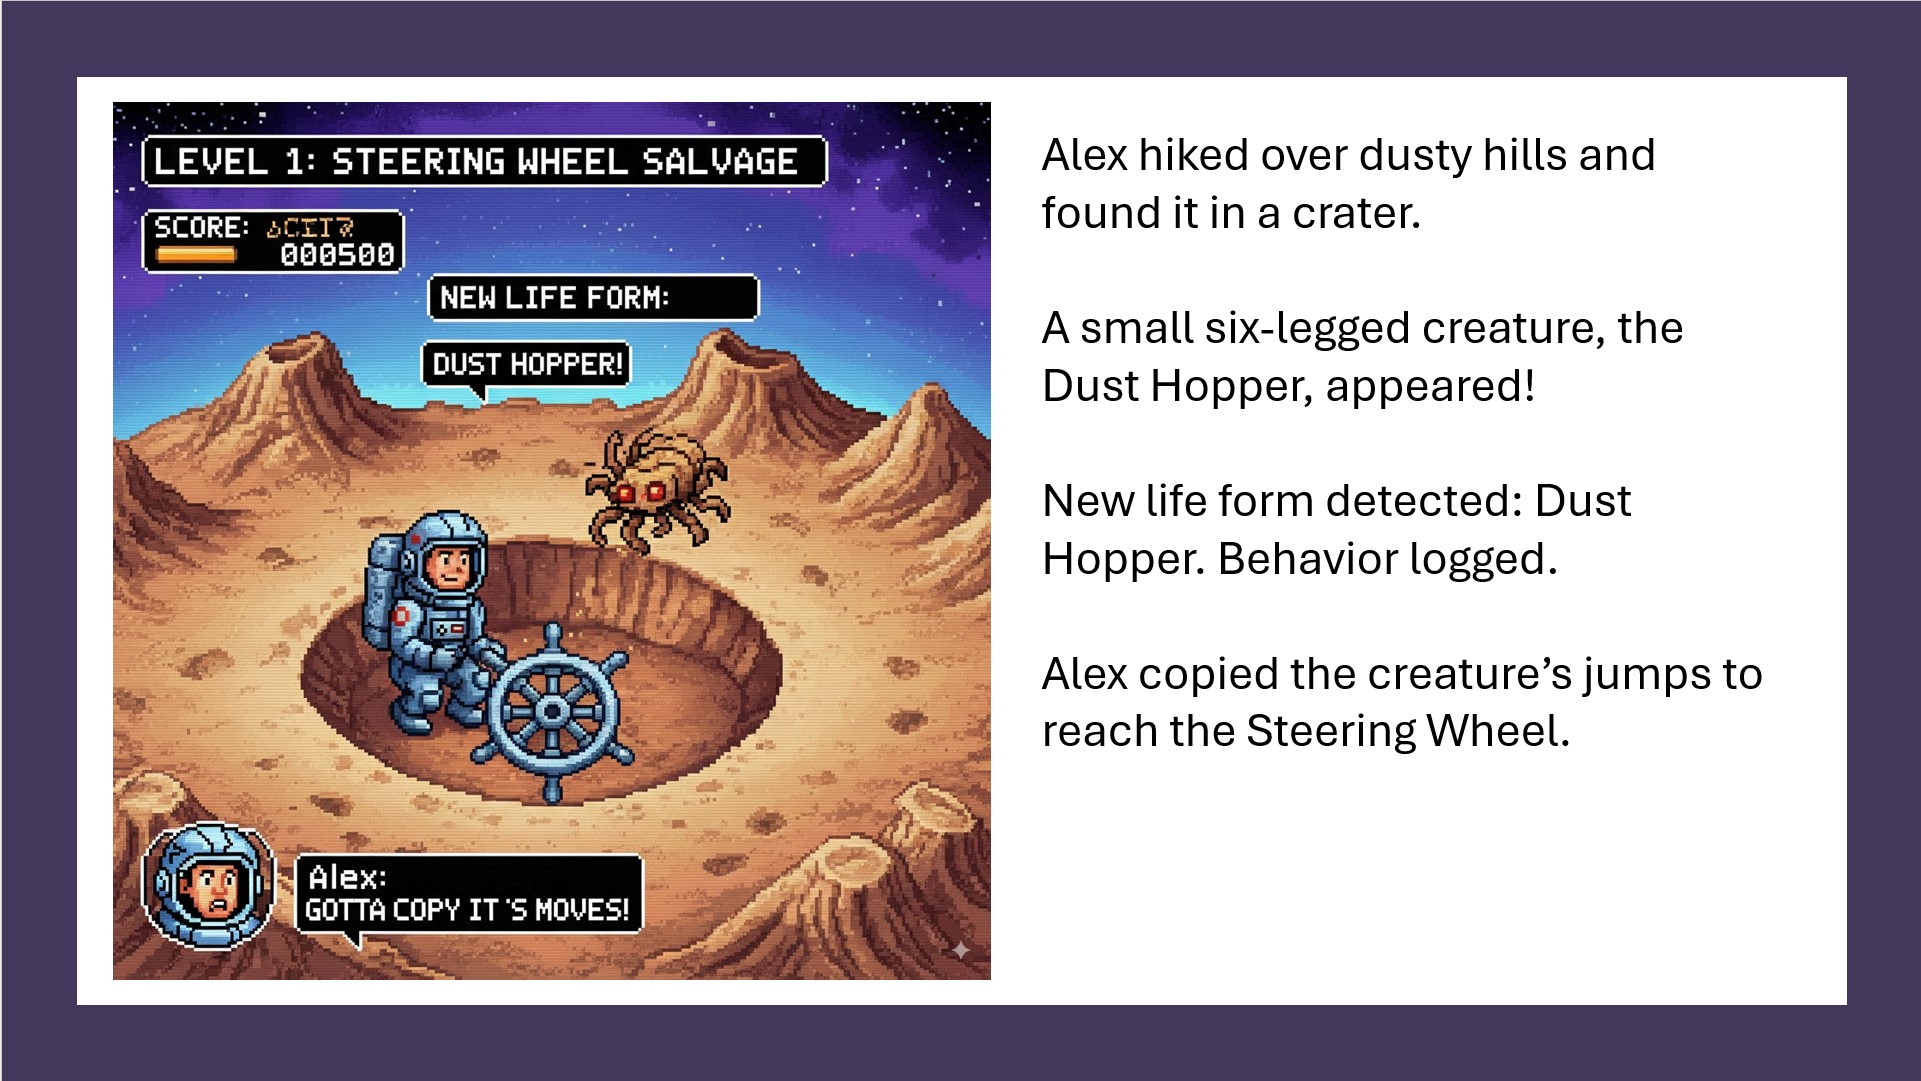 LEVEL 1: STEERING WHEEL SALVAGE
SCORE:
000500
NEW LIFE FORM:
DUST HOPPER!
Alex:
GOTTA COPY IT 'S MOVES!
Alex hiked over dusty hills and
found it in a crater.
A small six-legged creature, the
Dust Hopper, appeared!
New life form detected: Dust
Hopper. Behavior logged.
Alex copied the creature’s jumps to
reach the Steering Wheel.